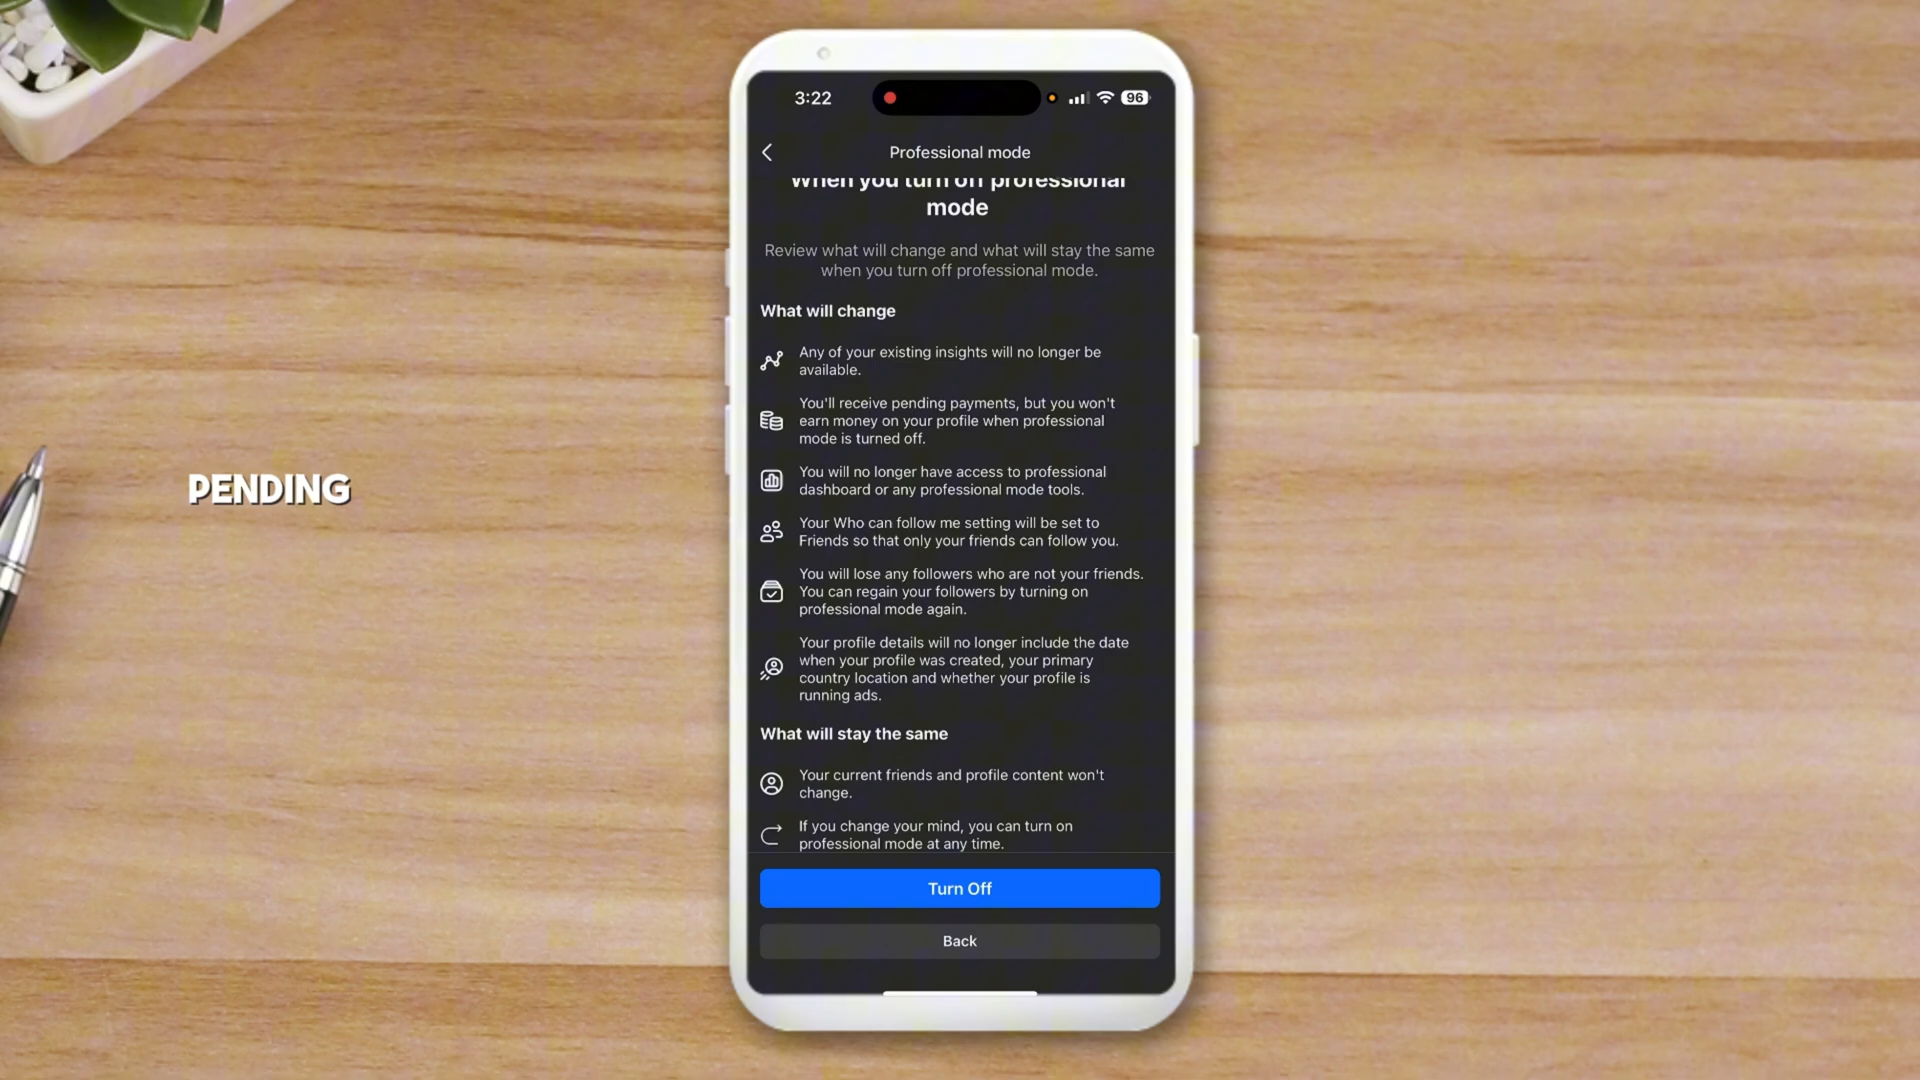 3:22
96
Professional mode
When you turn off professional
mode
Review what will change and what will stay the same
when you turn off professional mode.
What will change
Any of your existing insights will no longer be
available.
You'll receive pending payments, but you won't
earn money on your profile when professional
mode is turned off.
You will no longer have access to professional
dashboard or any professional mode tools.
Your Who can follow me setting will be set to
Friends so that only your friends can follow you.
You will lose any followers who are not your friends.
You can regain your followers by turning on
professional mode again.
Your profile details will no longer include the date
when your profile was created, your primary
country location and whether your profile is
running ads.
What will stay the same
Your current friends and profile content won't
change.
If you change your mind, you can turn on
professional mode at any time.
Turn Off
Back
PENDING